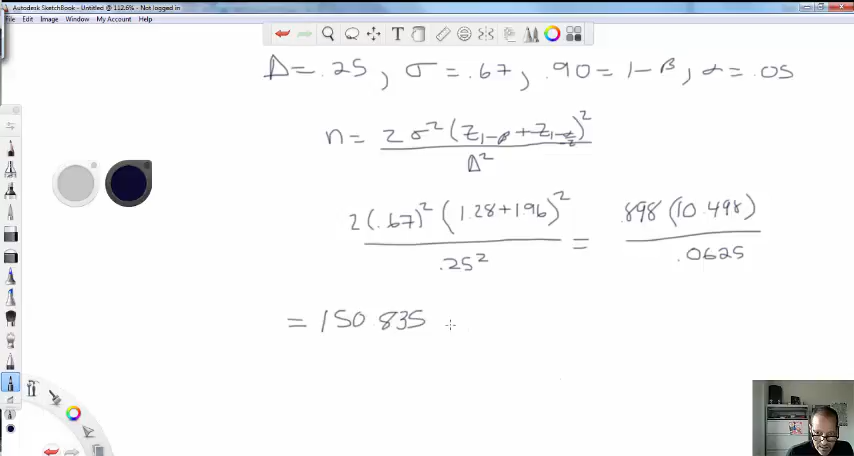 Autodesk SketchBook - Untitled @ 112.6% - Not logged in
File Edit Image Window My Account Help
Δ=.25, σ=.67, .90=1-β, α=.05
n= 2σ²(Z₁₋β+Z₁₋α/₂)² / Δ²
2(.67)²(1.28+1.96)² / .25² = .898(10.498) / .0625
= 150.835